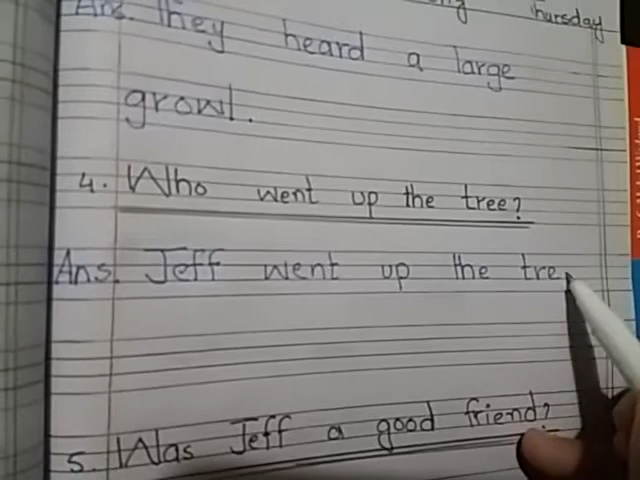 Thursday
Ans. They heard a large
growl.
4. Who went up the tree?
Ans. Jeff went up the tre
5. Was Jeff a good friend?